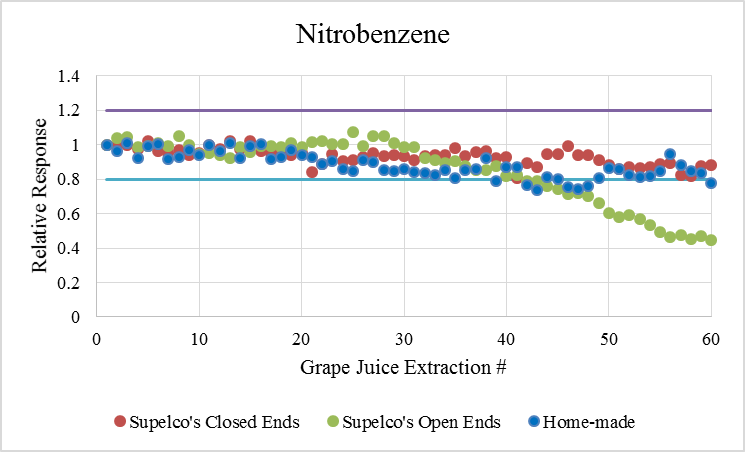 Nitrobenzene
1.4
1.2
1
0.8
0.6
0.4
0.2
0
Relative Response
0 10 20 30 40 50 60
Grape Juice Extraction #
Supelco's Closed Ends Supelco's Open Ends Home-made